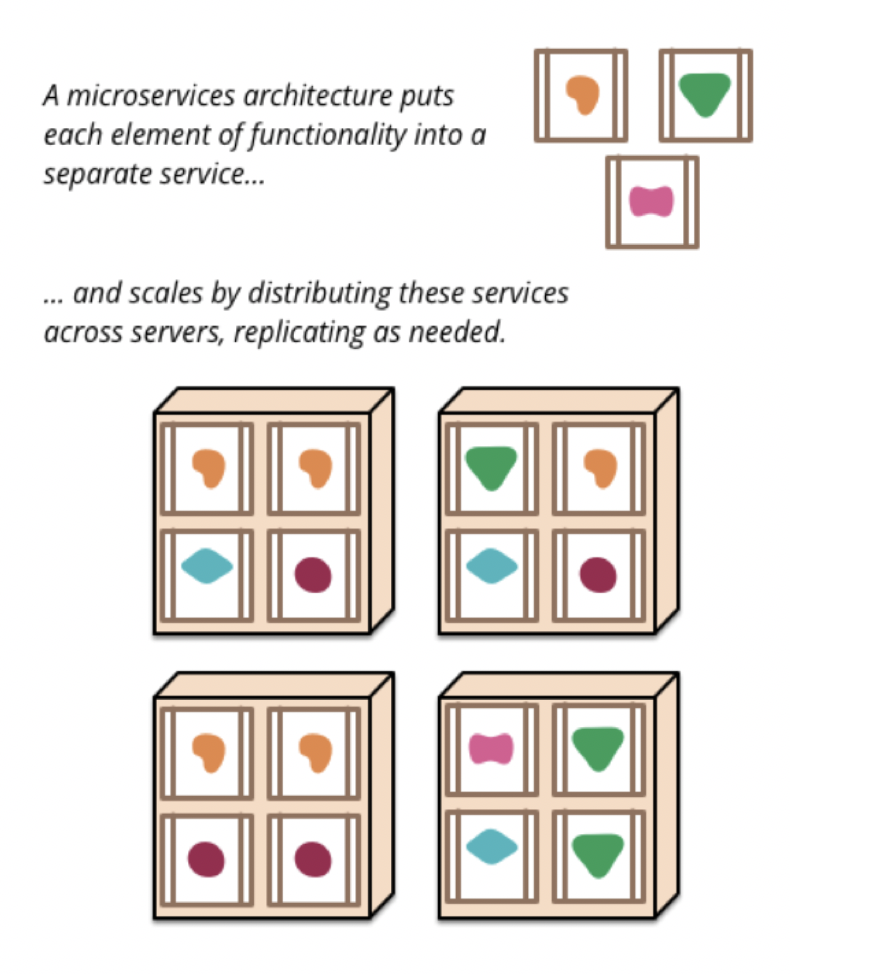 A microservices architecture puts
each element of functionality into a
separate service...
... and scales by distributing these services
across servers, replicating as needed.